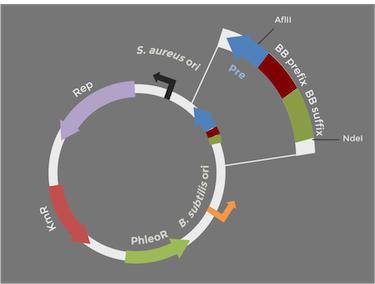 AflII
S. aureus ori
BB prefix
Pre
Rep
BB suffix
NdeI
B. subtilis ori
KmR
PhleoR